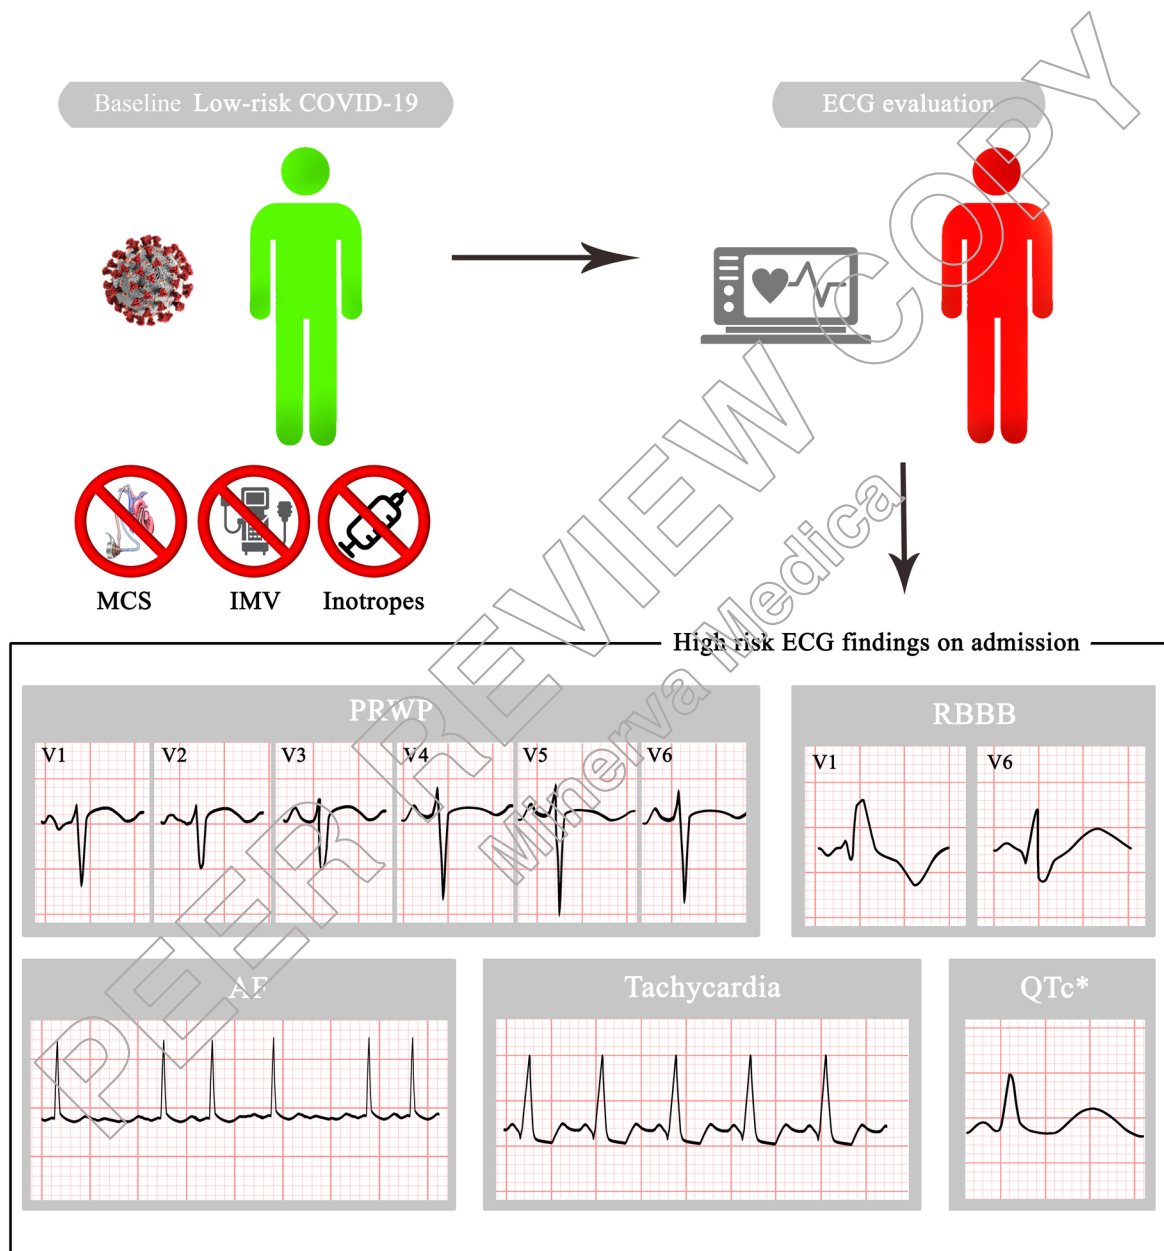 Baseline Low-risk COVID-19
ECG evaluation
MCS
IMV
Inotropes
High risk ECG findings on admission
PRWP
V1
V2
V3
V4
V5
V6
RBBB
V1
V6
AF
Tachycardia
QTc*
PEER REVIEW COPY
Minerva Medica